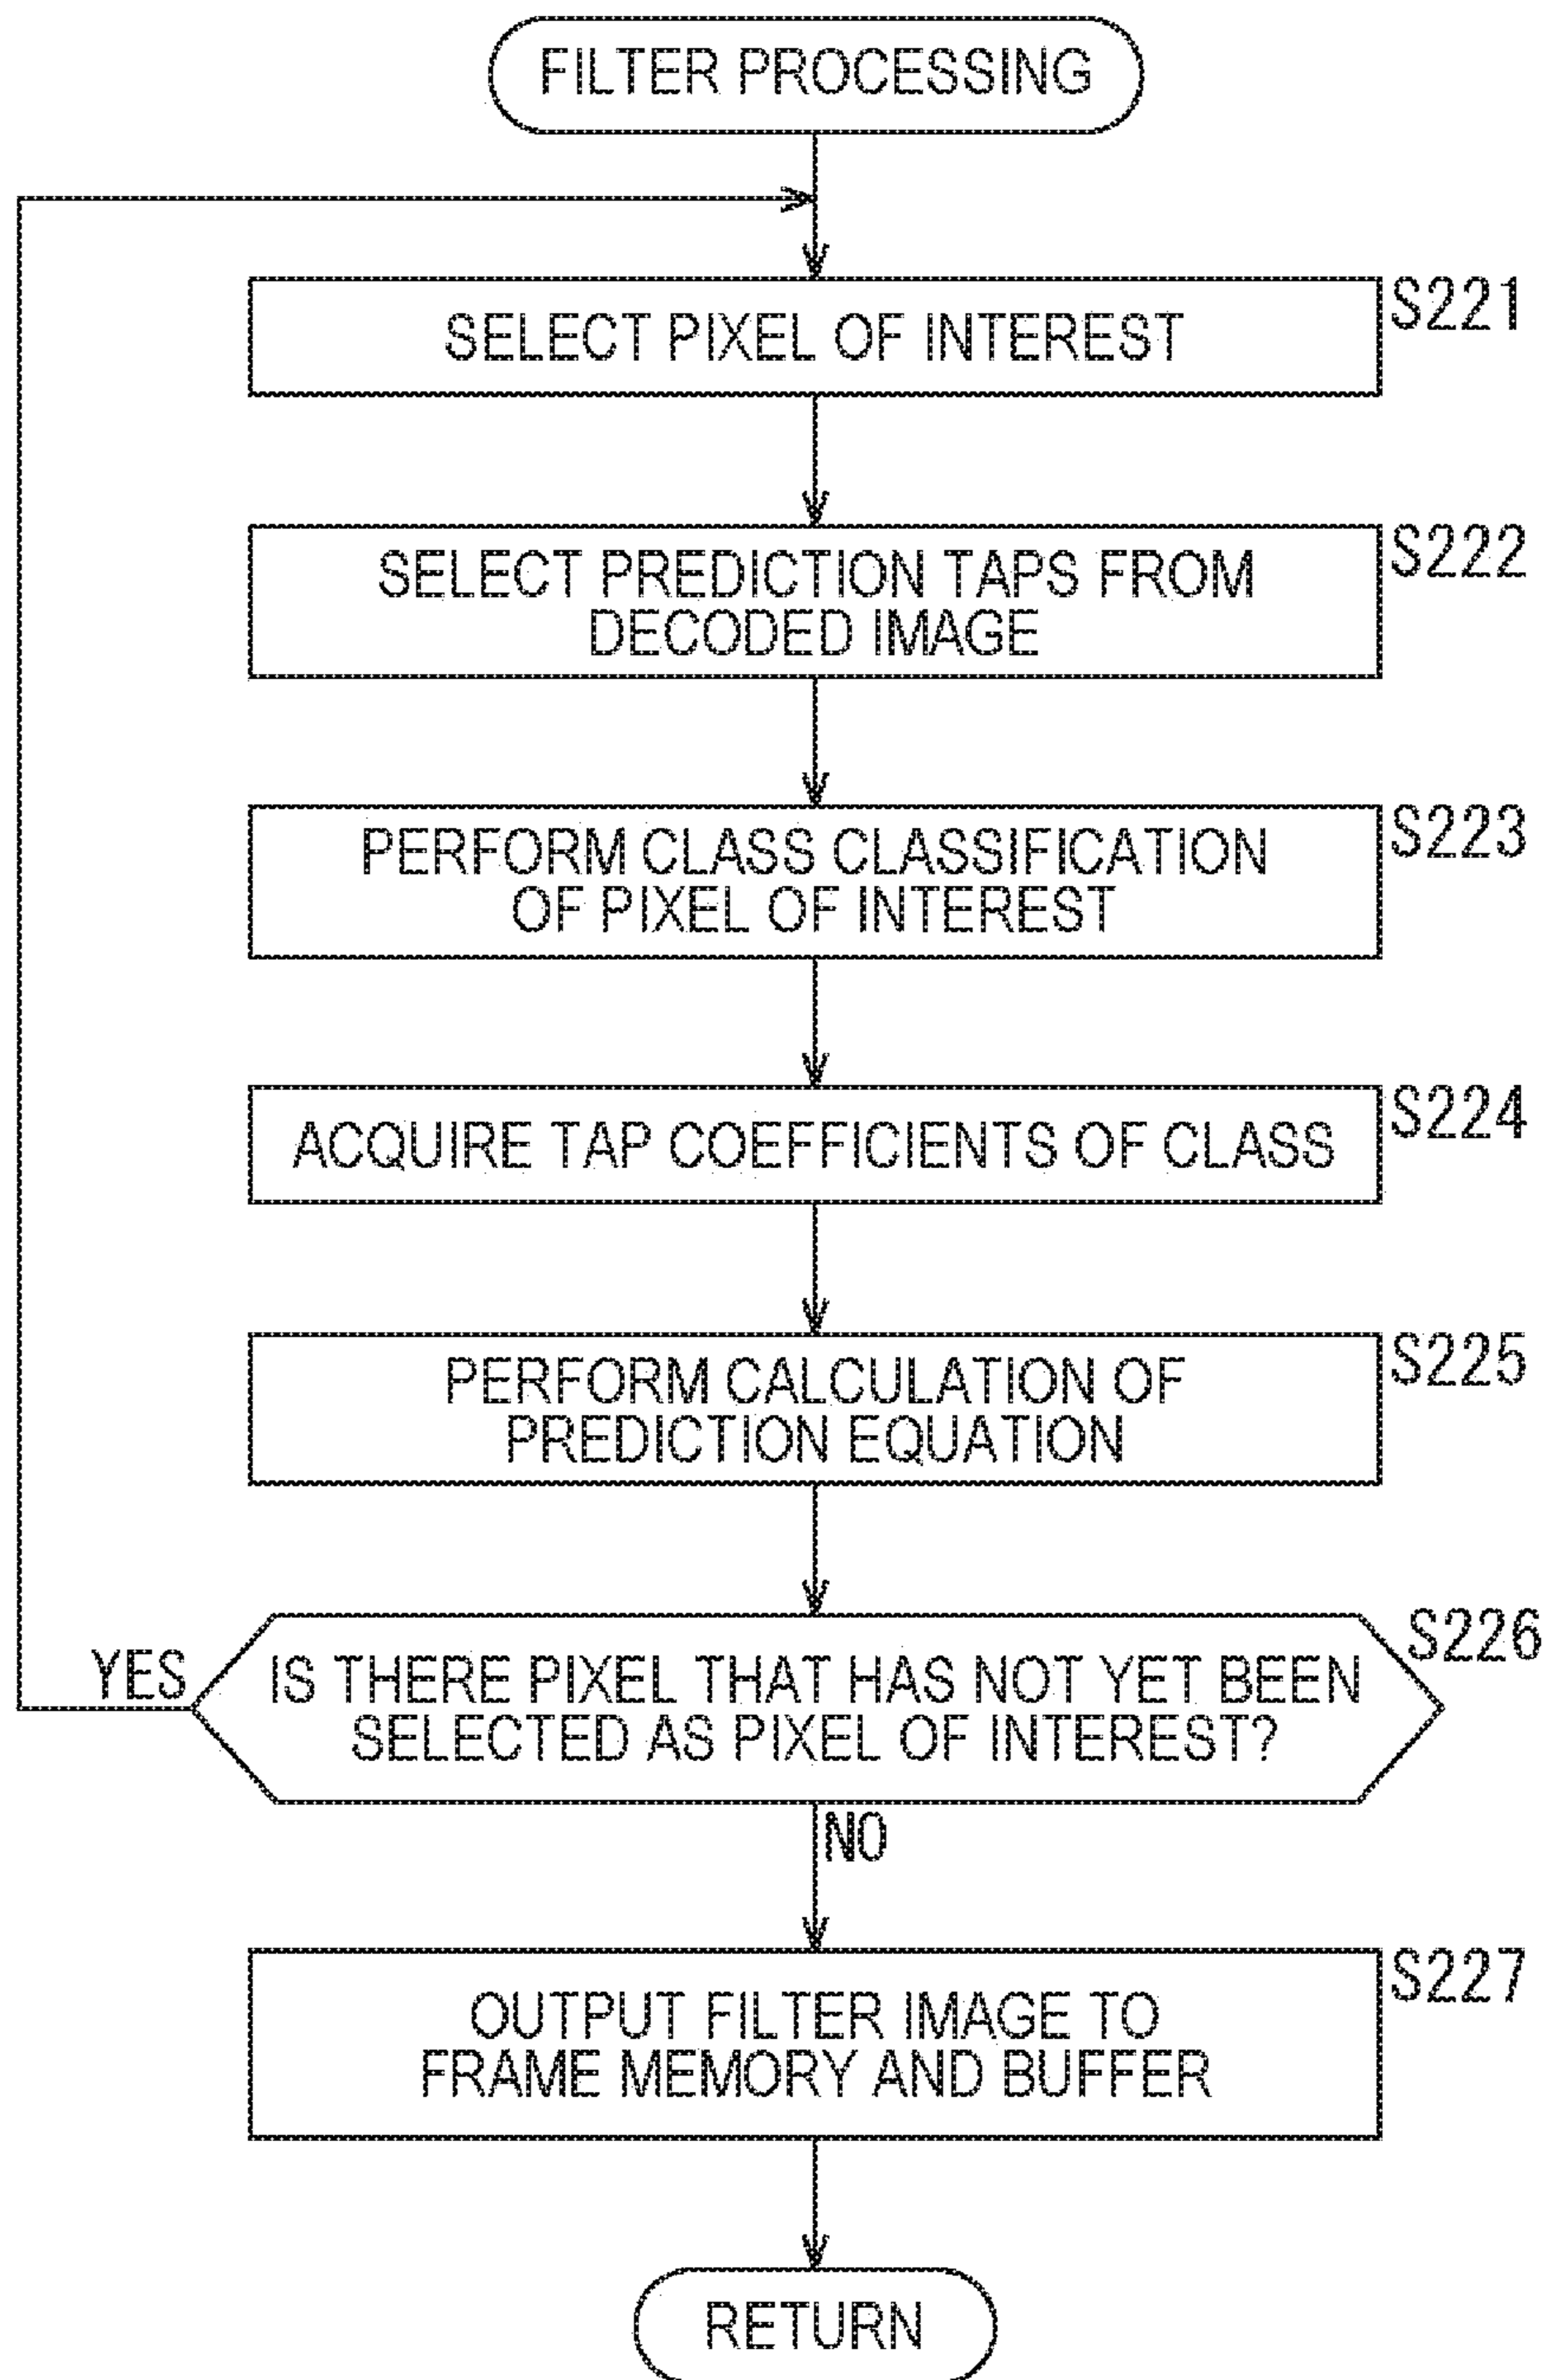 FILTER PROCESSING
SELECT PIXEL OF INTEREST
S221
SELECT PREDICTION TAPS FROM
DECODED IMAGE
S222
PERFORM CLASS CLASSIFICATION
OF PIXEL OF INTEREST
S223
ACQUIRE TAP COEFFICIENTS OF CLASS
S224
PERFORM CALCULATION OF
PREDICTION EQUATION
S225
IS THERE PIXEL THAT HAS NOT YET BEEN
SELECTED AS PIXEL OF INTEREST?
S226
YES
NO
OUTPUT FILTER IMAGE TO
FRAME MEMORY AND BUFFER
S227
RETURN